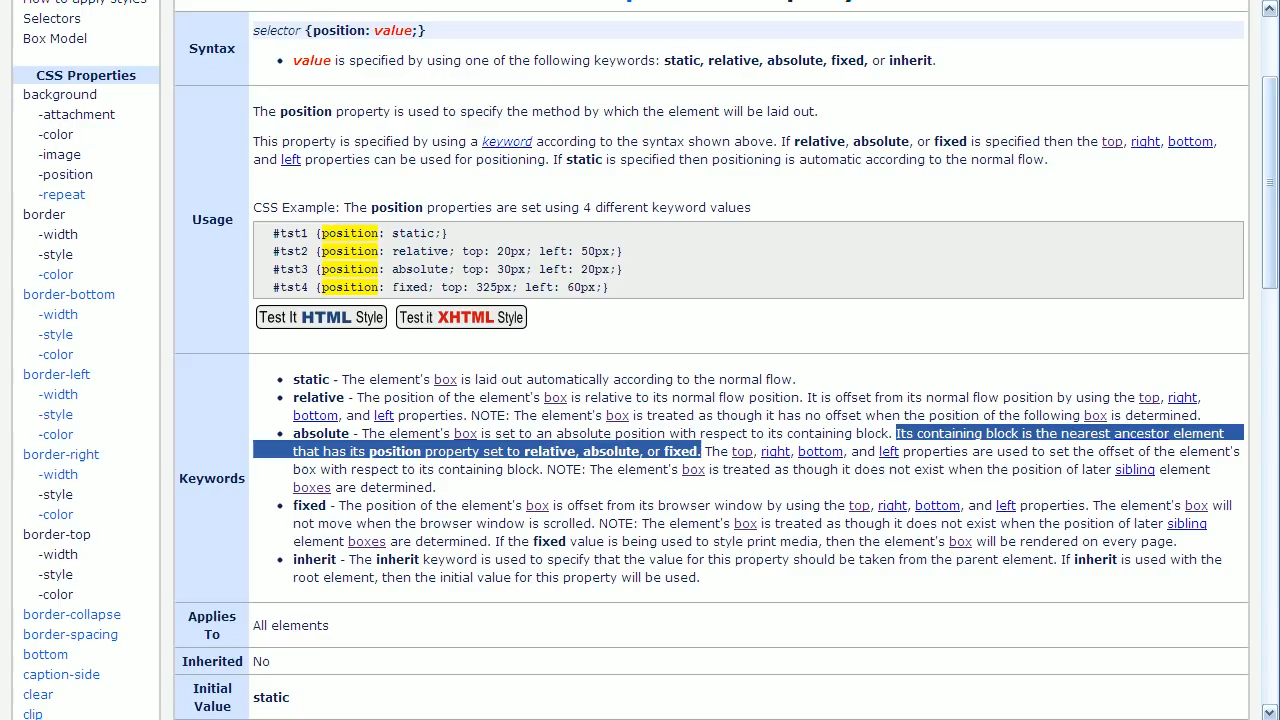 How to apply styles
Selectors
Box Model
CSS Properties
background
-attachment
-color
-image
-position
-repeat
border
-width
-style
-color
border-bottom
-width
-style
-color
border-left
-width
-style
-color
border-right
-width
-style
-color
border-top
-width
-style
-color
border-collapse
border-spacing
bottom
caption-side
clear
clip
Syntax
selector {position: value;}
• value is specified by using one of the following keywords: static, relative, absolute, fixed, or inherit.
Usage
The position property is used to specify the method by which the element will be laid out.
This property is specified by using a keyword according to the syntax shown above. If relative, absolute, or fixed is specified then the top, right, bottom,
and left properties can be used for positioning. If static is specified then positioning is automatic according to the normal flow.
CSS Example: The position properties are set using 4 different keyword values
#tst1 {position: static;}
#tst2 {position: relative; top: 20px; left: 50px;}
#tst3 {position: absolute; top: 30px; left: 20px;}
#tst4 {position: fixed; top: 325px; left: 60px;}
Test It HTML Style Test it XHTML Style
Keywords
• static - The element's box is laid out automatically according to the normal flow.
• relative - The position of the element's box is relative to its normal flow position. It is offset from its normal flow position by using the top, right,
bottom, and left properties. NOTE: The element's box is treated as though it has no offset when the position of the following box is determined.
• absolute - The element's box is set to an absolute position with respect to its containing block. Its containing block is the nearest ancestor element
that has its position property set to relative, absolute, or fixed. The top, right, bottom, and left properties are used to set the offset of the element's
box with respect to its containing block. NOTE: The element's box is treated as though it does not exist when the position of later sibling element
boxes are determined.
• fixed - The position of the element's box is offset from its browser window by using the top, right, bottom, and left properties. The element's box will
not move when the browser window is scrolled. NOTE: The element's box is treated as though it does not exist when the position of later sibling
element boxes are determined. If the fixed value is being used to style print media, then the element's box will be rendered on every page.
• inherit - The inherit keyword is used to specify that the value for this property should be taken from the parent element. If inherit is used with the
root element, then the initial value for this property will be used.
Applies
To
All elements
Inherited No
Initial
Value
static